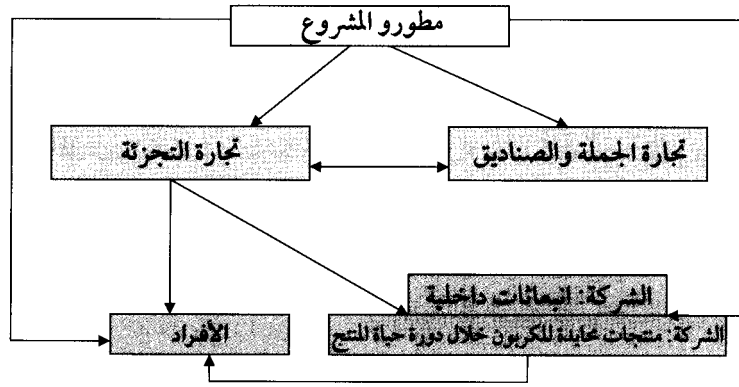 مطورو المشروع
تجارة التجزئة
تجارة الجملة والصناديق
الشركة: انبعاثات داخلية
الأفراد
الشركة: منتجات محايدة للكربون خلال دورة حياة المنتج